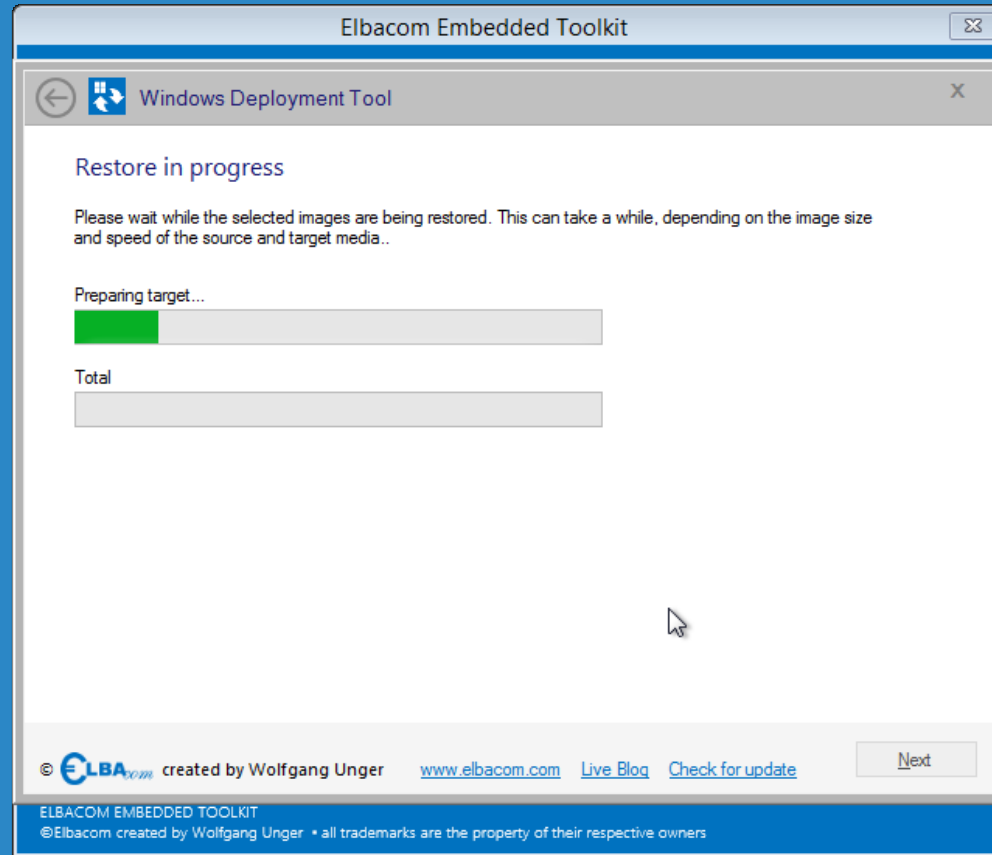 Elbacom Embedded Toolkit
Windows Deployment Tool
X
Restore in progress
Please wait while the selected images are being restored. This can take a while, depending on the image size
and speed of the source and target media..
Preparing target...
Total
© ELBAcom created by Wolfgang Unger www.elbacom.com Live Blog Check for update Next
ELBACOM EMBEDDED TOOLKIT
©Elbacom created by Wolfgang Unger • all trademarks are the property of their respective owners